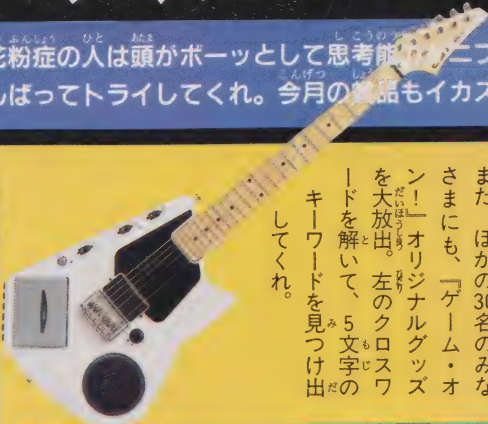 粉症の人は頭がボーッとして思考能
んばってトライしてくれ。今月の賞品もイカス
また、ほかの30名のみな
さまにも、『ゲーム・オ
ン!』オリジナルグッズ
を大放出。左のクロスワ
ードを解いて、5文字の
キーワードを見つけ出
してくれ。